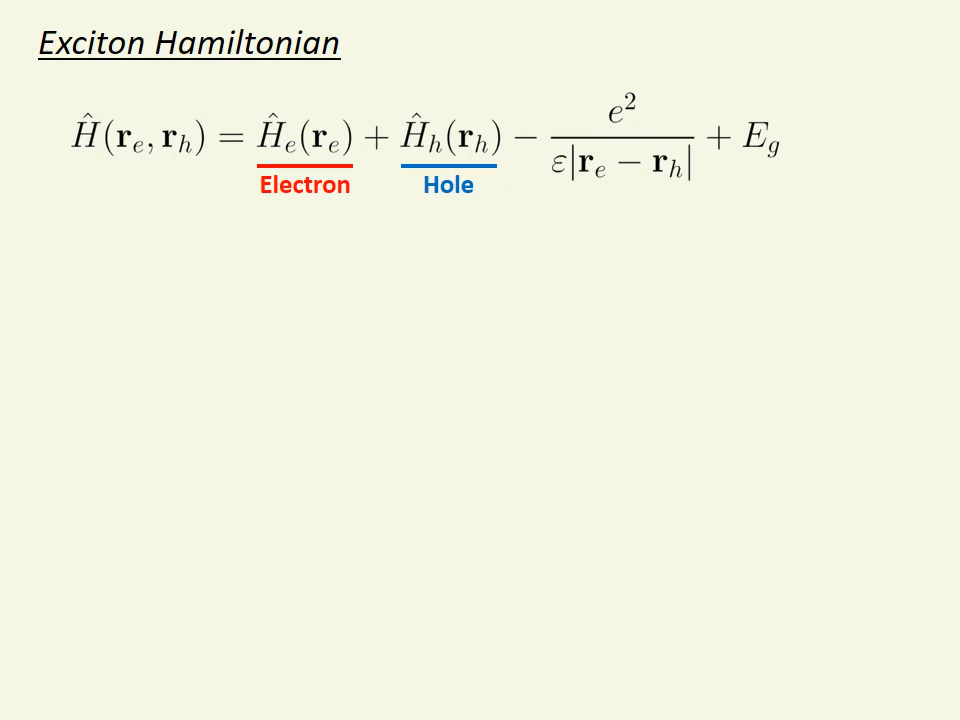 Exciton Hamiltonian
Ĥ(r_e, r_h) = Ĥ_e(r_e) + Ĥ_h(r_h) − e² / ε|r_e − r_h| + E_g
Electron Hole